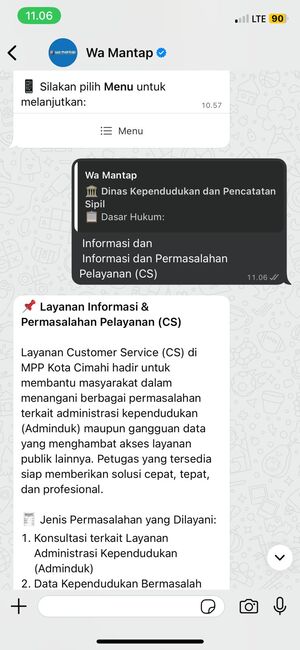 11.06
LTE 90
Wa Mantap
Silakan pilih Menu untuk
melanjutkan:
10.57
Menu
Wa Mantap
Dinas Kependudukan dan Pencatatan
Sipil
Dasar Hukum:
Informasi dan
Informasi dan Permasalahan
Pelayanan (CS)
11.06
Layanan Informasi &
Permasalahan Pelayanan (CS)
Layanan Customer Service (CS) di
MPP Kota Cimahi hadir untuk
membantu masyarakat dalam
menangani berbagai permasalahan
terkait administrasi kependudukan
(Adminduk) maupun gangguan data
yang menghambat akses layanan
publik lainnya. Petugas yang tersedia
siap memberikan solusi cepat, tepat,
dan profesional.
Jenis Permasalahan yang Dilayani:
1. Konsultasi terkait Layanan
Administrasi Kependudukan
(Adminduk)
2. Data Kependudukan Bermasalah